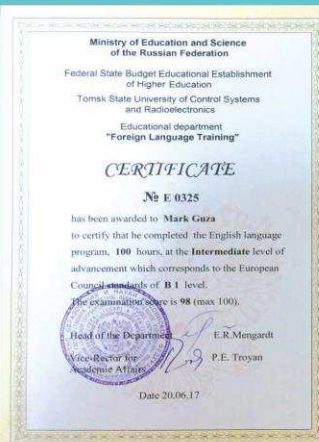 Ministry of Education and Science
of the Russian Federation
Federal State Budget Educational Establishment
of Higher Education
Tomsk State University of Control Systems
and Radioelectronics
Educational department
"Foreign Language Training"
CERTIFICATE
№ E 0325
has been awarded to Mark Guza
to certify that he completed the English language
program, 100 hours, at the Intermediate level of
advancement which corresponds to the European
Council standards of B 1 level.
The examination score is 98 (max 100).
Head of the Department E.R.Mengardt
Vice-Rector for
Academic Affairs P.E. Troyan
Date 20.06.17